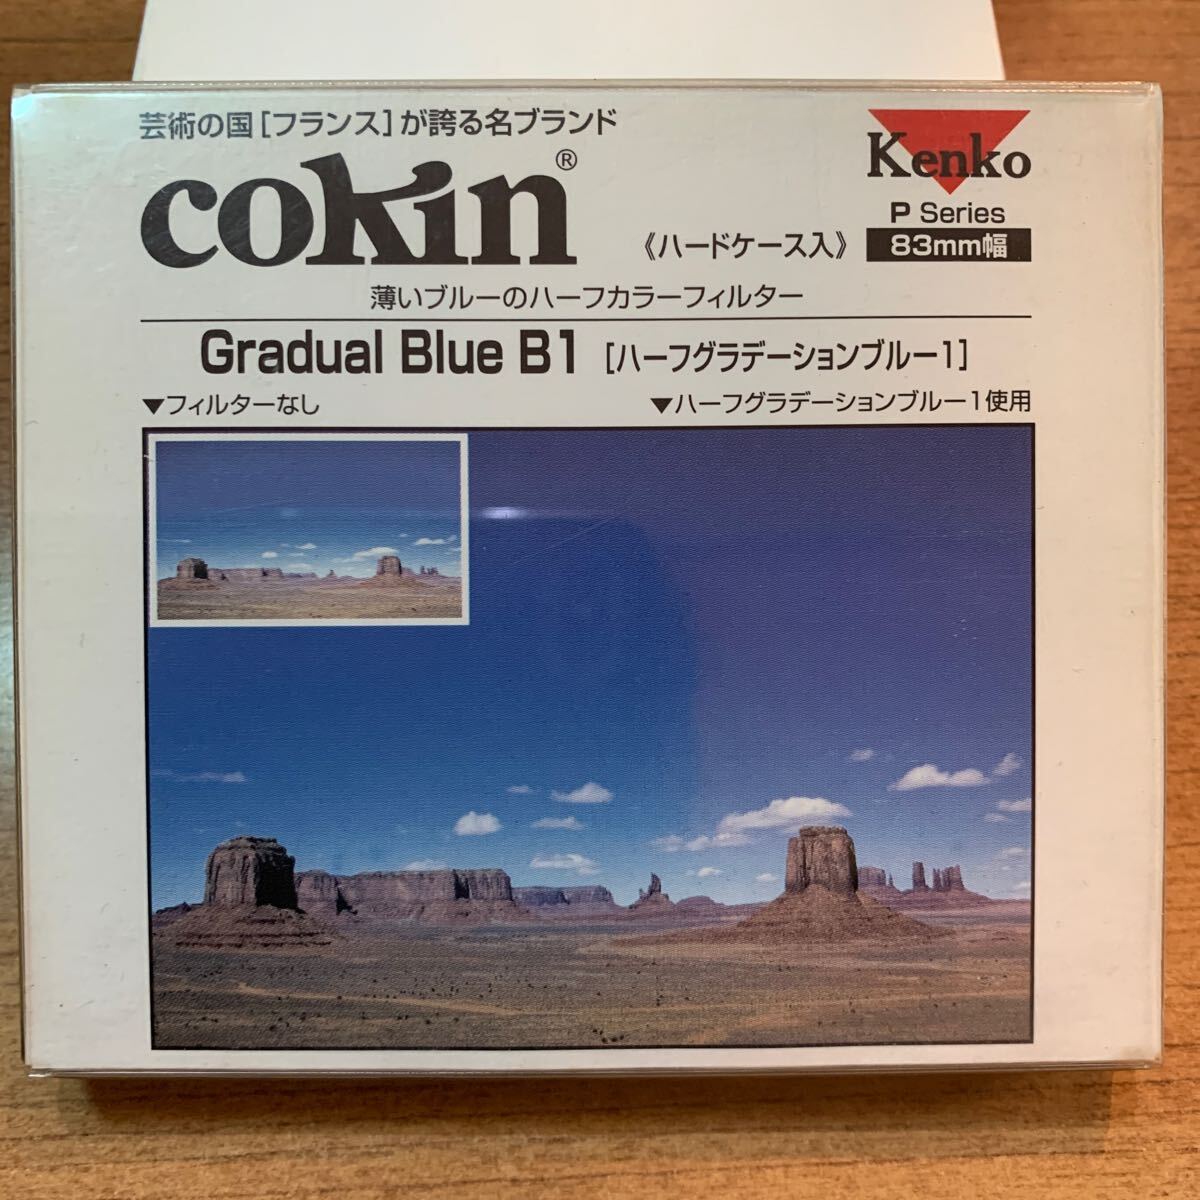 芸術の国[フランス]が誇る名ブランド
cokin®
Kenko
P Series
《ハードケース入》 83mm幅
薄いブルーのハーフカラーフィルター
Gradual Blue B1 [ハーフグラデーションブルー1]
▼フィルターなし ▼ハーフグラデーションブルー1使用